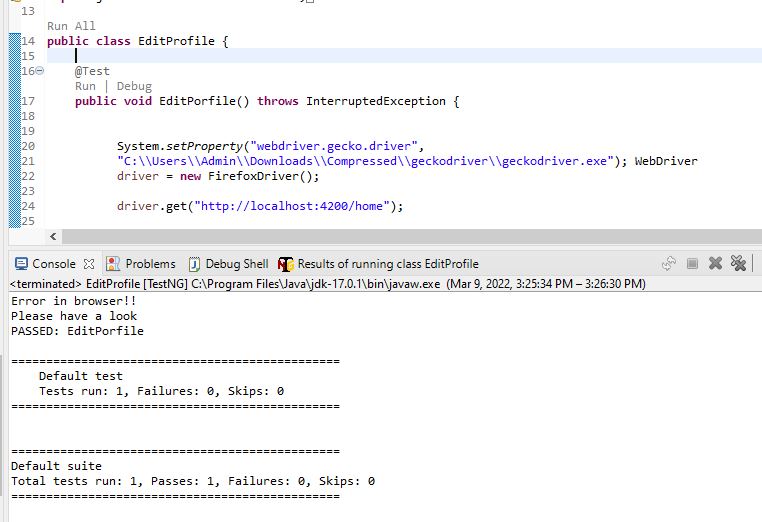 13
Run All
14 public class EditProfile {
15
16 @Test
Run | Debug
17 public void EditPorfile() throws InterruptedException {
18
19
20 System.setProperty("webdriver.gecko.driver",
21 "C:\\Users\\Admin\\Downloads\\Compressed\\geckodriver\\geckodriver.exe"); WebDriver
22 driver = new FirefoxDriver();
23
24 driver.get("http://localhost:4200/home");
25
Console Problems Debug Shell Results of running class EditProfile
<terminated> EditProfile [TestNG] C:\Program Files\Java\jdk-17.0.1\bin\javaw.exe (Mar 9, 2022, 3:25:34 PM – 3:26:30 PM)
Error in browser!!
Please have a look
PASSED: EditPorfile
===============================================
Default test
Tests run: 1, Failures: 0, Skips: 0
===============================================
===============================================
Default suite
Total tests run: 1, Passes: 1, Failures: 0, Skips: 0
===============================================